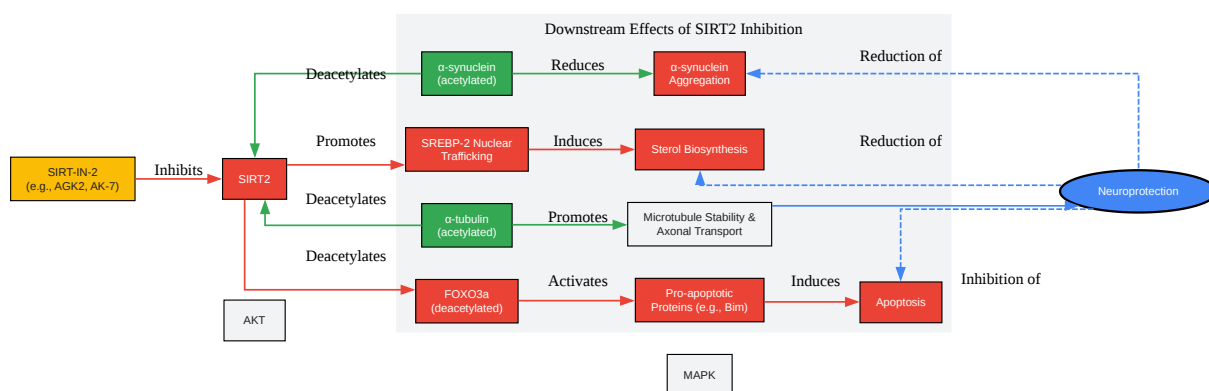 Downstream Effects of SIRT2 Inhibition
Deacetylates
α-synuclein
(acetylated)
Reduces
α-synuclein
Aggregation
Reduction of
Promotes
SREBP-2 Nuclear
Trafficking
Induces
Sterol Biosynthesis
Reduction of
SIRT-IN-2
(e.g., AGK2, AK-7)
Inhibits
SIRT2
Neuroprotection
Deacetylates
α-tubulin
(acetylated)
Promotes
Microtubule Stability &
Axonal Transport
Deacetylates
FOXO3a
(deacetylated)
Activates
Pro-apoptotic
Proteins (e.g., Bim)
Induces
Apoptosis
Inhibition of
AKT
MAPK